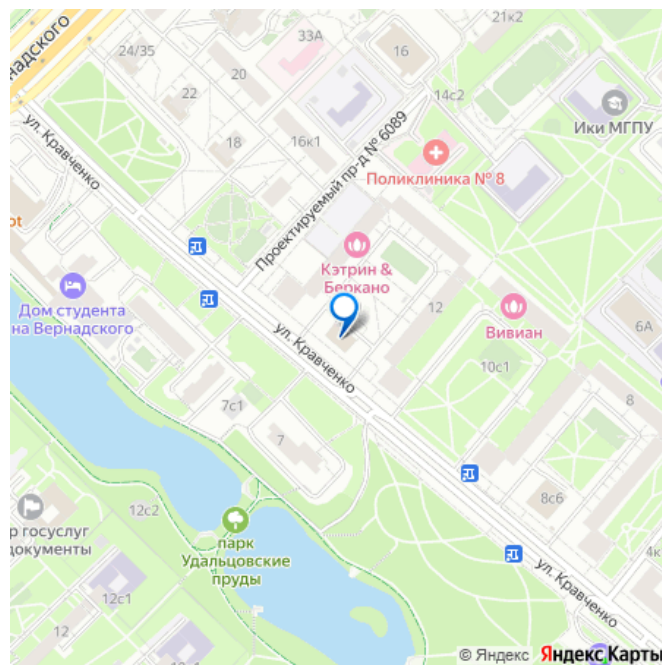 21к2
33А
24/35
16
надского
20
22
14с2
Ики МГПУ
ул. Кравченко
18
16к1
Проектируемый пр-д № 6089
Поликлиника № 8
ot
Кэтрин &
Беркано
Дом студента
на Вернадского
12
Вивиан
6А
ул. Кравченко
10с1
7с1
8
7
8с6
12с2
р госуслуг
документы
парк
Удальцовские
пруды
4к
ул. Кравченко
12с1
12
© Яндекс Яндекс Карты